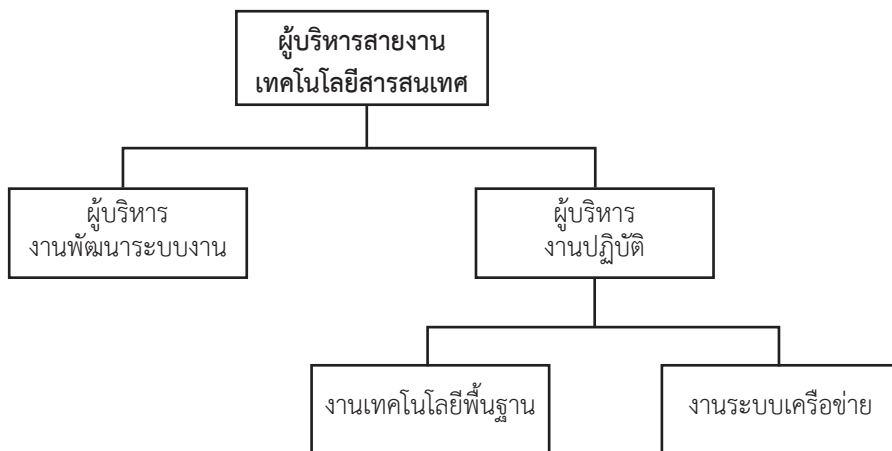 ผู้บริหารสายงาน
เทคโนโลยีสารสนเทศ
ผู้บริหาร
งานพัฒนาระบบงาน
ผู้บริหาร
งานปฏิบัติ
งานเทคโนโลยีพื้นฐาน
งานระบบเครือข่าย